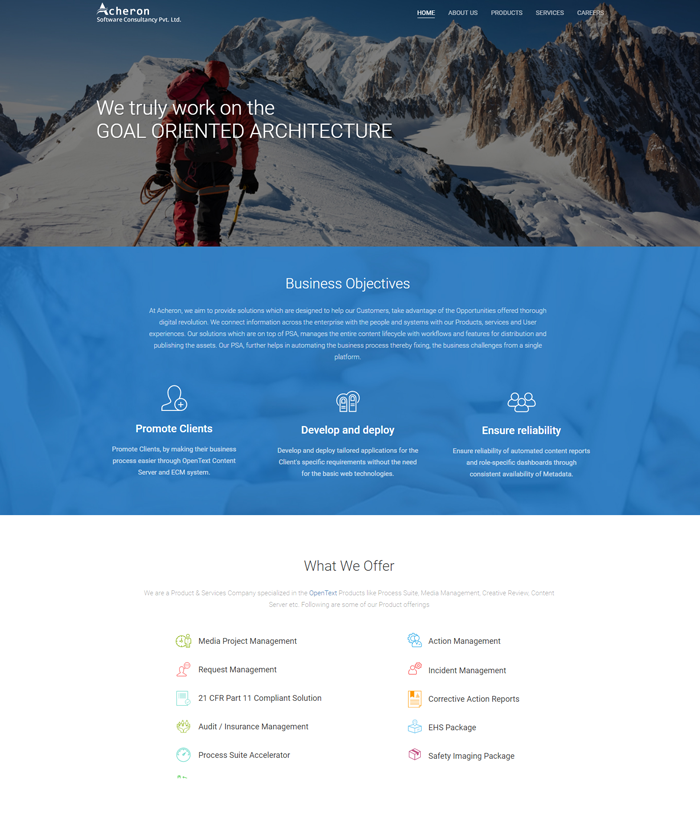 Acheron
Software Consultancy Pvt. Ltd.
HOME ABOUT US PRODUCTS SERVICES CAREERS
We truly work on the
GOAL ORIENTED ARCHITECTURE
Business Objectives
At Acheron, we aim to provide solutions which are designed to help our Customers, take advantage of the Opportunities offered thorough
digital revolution. We connect information across the enterprise with the people and systems with our Products, services and User
experiences. Our solutions which are on top of PSA, manages the entire content lifecycle with workflows and features for distribution and
publishing the assets. Our PSA, further helps in automating the business process thereby fixing, the business challenges from a single
platform.
Promote Clients
Promote Clients, by making their business
process easier through OpenText Content
Server and ECM system.
Develop and deploy
Develop and deploy tailored applications for the
Client's specific requirements without the need
for the basic web technologies.
Ensure reliability
Ensure reliability of automated content reports
and role-specific dashboards through
consistent availability of Metadata.
What We Offer
We are a Product & Services Company specialized in the OpenText Products like Process Suite, Media Management, Creative Review, Content
Server etc. Following are some of our Product offerings
Media Project Management
Request Management
21 CFR Part 11 Compliant Solution
Audit / Insurance Management
Process Suite Accelerator
Action Management
Incident Management
Corrective Action Reports
EHS Package
Safety Imaging Package